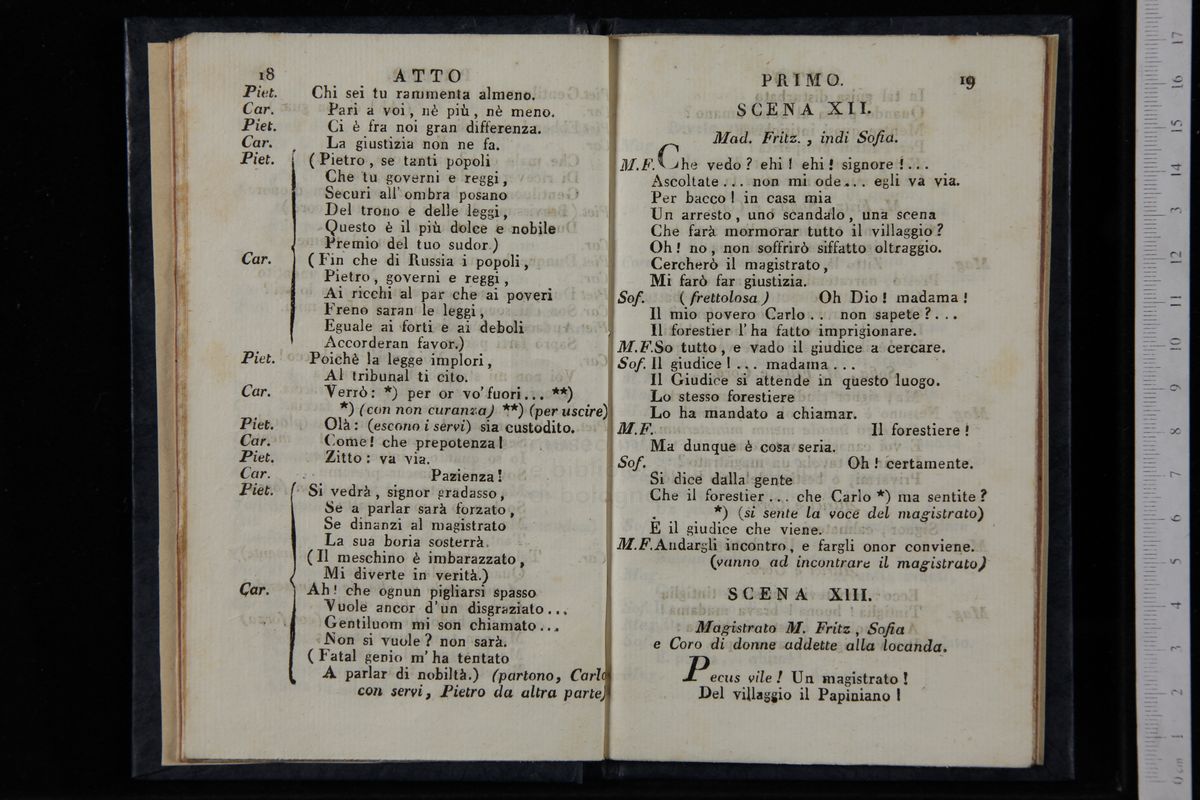 18 ATTO
Piet. Chi sei tu rammenta almeno.
Car. Pari a voi, nè più, nè meno.
Piet. Ci è fra noi gran differenza.
Car. La giustizia non ne fa.
Piet. (Pietro, se tanti popoli
Che tu governi e reggi,
Securi all' ombra posano
Del trono e delle leggi,
Questo è il più dolce e nobile
Premio del tuo sudor.)
Car. (Fin che di Russia i popoli,
Pietro, governi e reggi,
Ai ricchi al par che ai poveri
Freno saran le leggi,
Eguale ai forti e ai deboli
Accorderan favor.)
Piet. Poichè la legge implori,
Al tribunal ti cito.
Car. Verrò: *) per or vo' fuori... **)
*) (con non curanza) **) (per uscire)
Piet. Olà: (escono i servi) sia custodito.
Car. Come! che prepotenza!
Piet. Zitto: va via.
Car. Pazienza!
Piet. Si vedrà, signor gradasso,
Se a parlar sarà forzato,
Se dinanzi al magistrato
La sua boria sosterrà.
(Il meschino è imbarazzato,
Mi diverte in verità.)
Car. Ah! che ognun pigliarsi spasso
Vuole ancor d'un disgraziato...
Gentiluom mi son chiamato...
Non si vuole? non sarà.
(Fatal genio m'ha tentato
A parlar di nobiltà.) (partono, Carlo
con servi, Pietro da altra parte)
PRIMO. 19
SCENA XII.
Mad. Fritz., indi Sofia.
M.F. Che vedo? ehi! ehi! signore!...
Ascoltate... non mi ode... egli va via.
Per bacco! in casa mia
Un arresto, uno scandalo, una scena
Che farà mormorar tutto il villaggio?
Oh! no, non soffrirò siffatto oltraggio.
Cercherò il magistrato,
Mi farò far giustizia.
Sof. (frettolosa) Oh Dio! madama!
Il mio povero Carlo.. non sapete?...
Il forestier l'ha fatto imprigionare.
M.F. So tutto, e vado il giudice a cercare.
Sof. Il giudice!... madama...
Il Giudice si attende in questo luogo.
Lo stesso forestiere
Lo ha mandato a chiamar.
M.F. Il forestiere!
Ma dunque è cosa seria.
Sof. Oh! certamente.
Si dice dalla gente
Che il forestier... che Carlo *) ma sentite?
*) (si sente la voce del magistrato)
È il giudice che viene.
M.F. Andargli incontro, e fargli onor conviene.
(vanno ad incontrare il magistrato)
SCENA XIII.
Magistrato M. Fritz, Sofia
e Coro di donne addette alla locanda.
Pecus vile! Un magistrato!
Del villaggio il Papiniano!